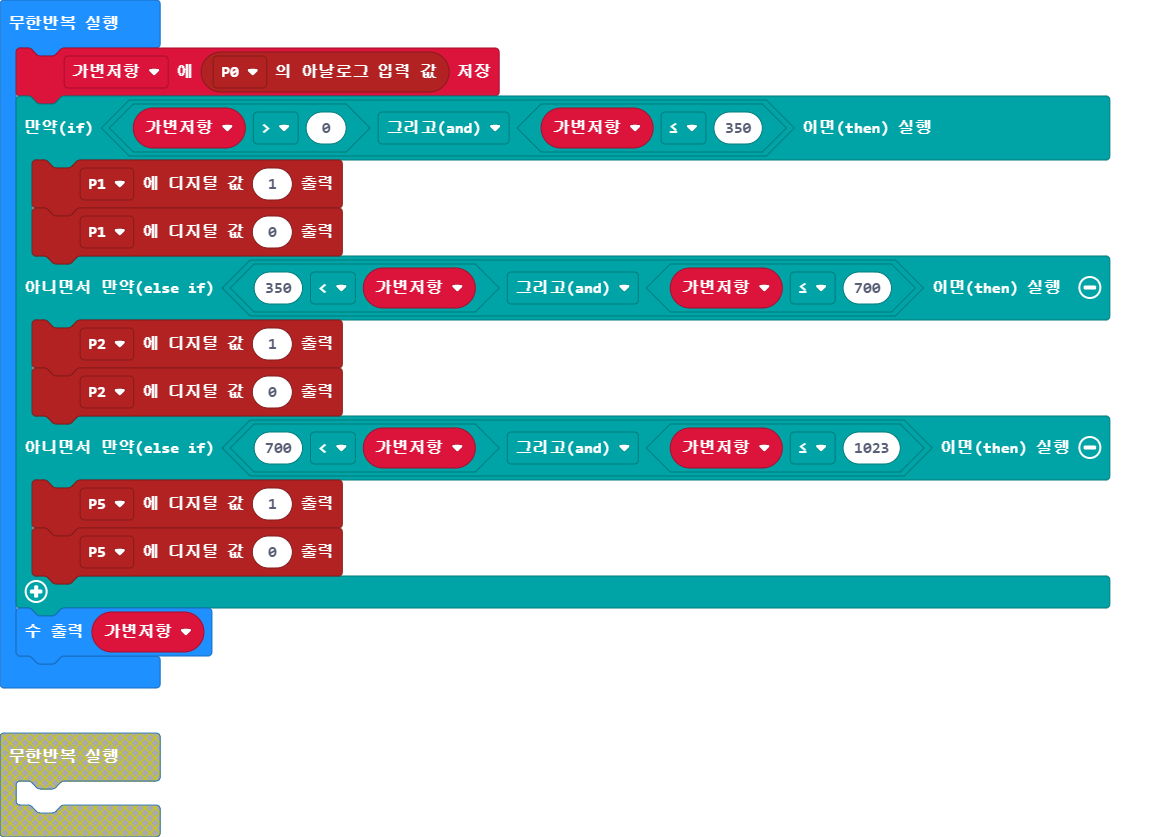 무한반복 실행
가변저항 에 P0 의 아날로그 입력 값 저장
만약(if) 가변저항 > 0 그리고(and) 가변저항 ≤ 350 이면(then) 실행
P1 에 디지털 값 1 출력
P1 에 디지털 값 0 출력
아니면서 만약(else if) 350 < 가변저항 그리고(and) 가변저항 ≤ 700 이면(then) 실행
P2 에 디지털 값 1 출력
P2 에 디지털 값 0 출력
아니면서 만약(else if) 700 < 가변저항 그리고(and) 가변저항 ≤ 1023 이면(then) 실행
P5 에 디지털 값 1 출력
P5 에 디지털 값 0 출력
수 출력 가변저항
무한반복 실행